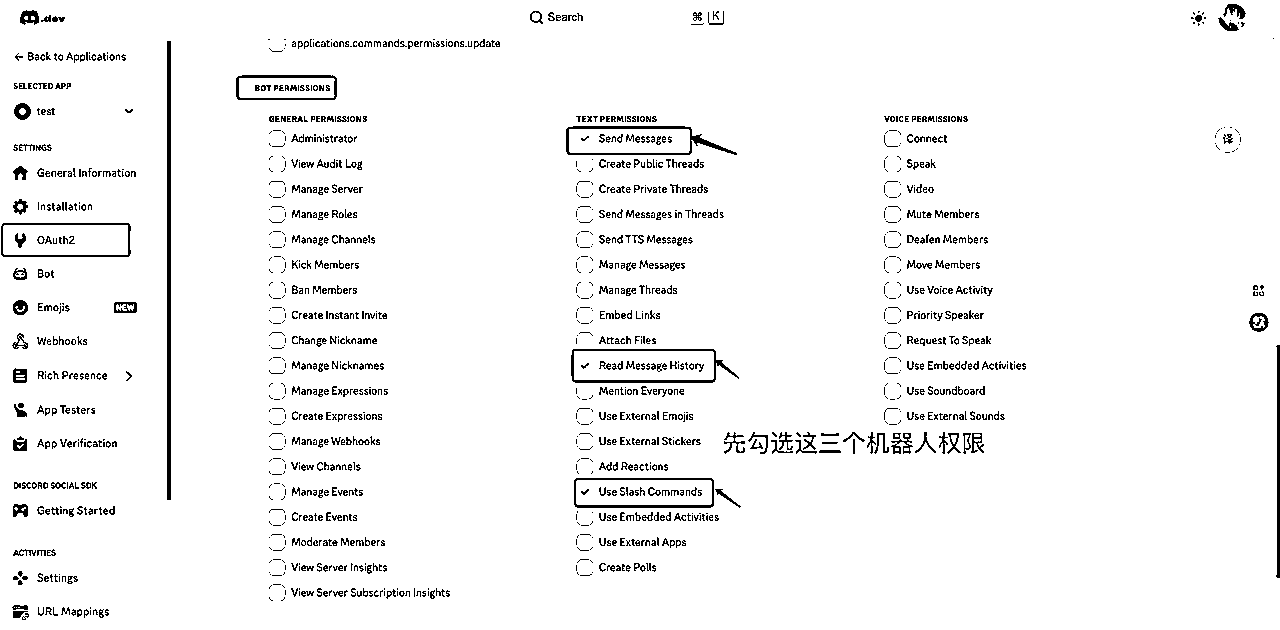 .dev
Search
⌘ K
← Back to Applications
SELECTED APP
test
SETTINGS
General Information
Installation
OAuth2
Bot
Emojis
NEW
Webhooks
Rich Presence
App Testers
App Verification
DISCORD SOCIAL SDK
Getting Started
ACTIVITIES
Settings
URL Mappings
applications.commands.permissions.update
BOT PERMISSIONS
GENERAL PERMISSIONS
Administrator
View Audit Log
Manage Server
Manage Roles
Manage Channels
Kick Members
Ban Members
Create Instant Invite
Change Nickname
Manage Nicknames
Manage Expressions
Create Expressions
Manage Webhooks
View Channels
Manage Events
Create Events
Moderate Members
View Server Insights
View Server Subscription Insights
TEXT PERMISSIONS
Send Messages
Create Public Threads
Create Private Threads
Send Messages in Threads
Send TTS Messages
Manage Messages
Manage Threads
Embed Links
Attach Files
Read Message History
Mention Everyone
Use External Emojis
Use External Stickers
Add Reactions
Use Slash Commands
Use Embedded Activities
Use External Apps
Create Polls
VOICE PERMISSIONS
Connect
Speak
Video
Mute Members
Deafen Members
Move Members
Use Voice Activity
Priority Speaker
Request To Speak
Use Embedded Activities
Use Soundboard
Use External Sounds
先勾选这三个机器人权限
译